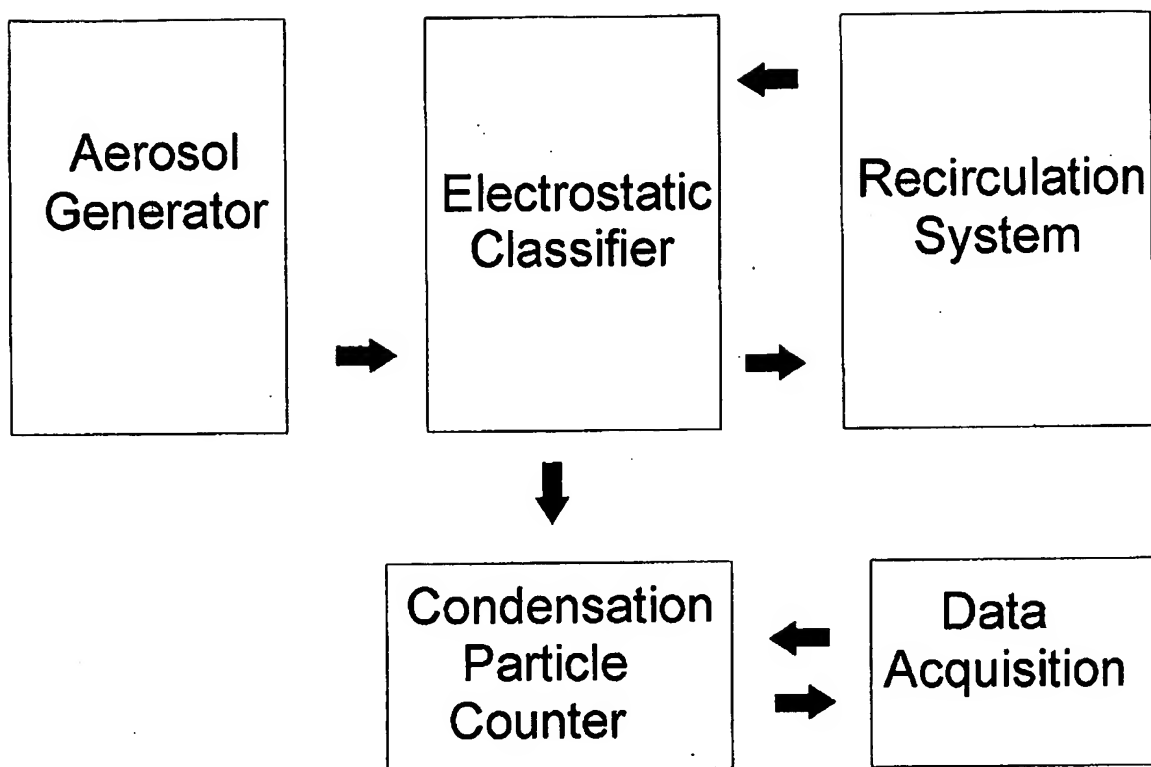 Aerosol
Generator
Electrostatic
Classifier
Recirculation
System
Condensation
Particle
Counter
Data
Acquisition